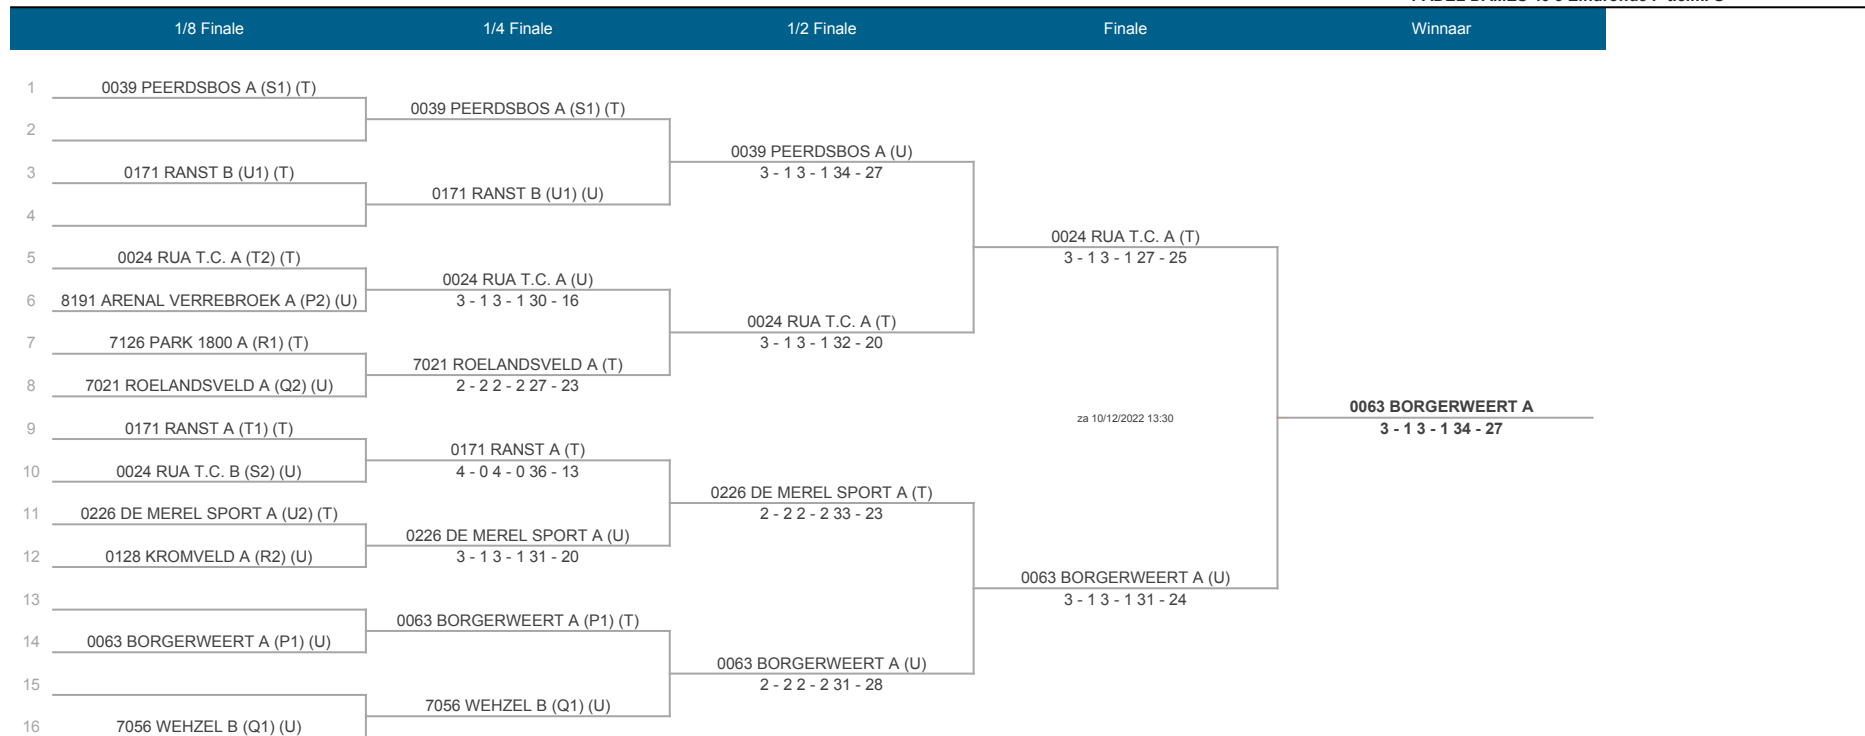 1/8 Finale 1/4 Finale 1/2 Finale Finale Winnaar
1 0039 PEERDSBOS A (S1) (T)
0039 PEERDSBOS A (S1) (T)
2
0039 PEERDSBOS A (U)
3 0171 RANST B (U1) (T)
3 - 1 3 - 1 34 - 27
0171 RANST B (U1) (U)
4
0024 RUA T.C. A (T)
5 0024 RUA T.C. A (T2) (T)
3 - 1 3 - 1 27 - 25
0024 RUA T.C. A (U)
6 8191 ARENAL VERREBROEK A (P2) (U)
3 - 1 3 - 1 30 - 16
0024 RUA T.C. A (T)
7 7126 PARK 1800 A (R1) (T)
3 - 1 3 - 1 32 - 20
7021 ROELANDSVELD A (T)
8 7021 ROELANDSVELD A (Q2) (U)
2 - 2 2 - 2 27 - 23
0063 BORGERWEERT A
za 10/12/2022 13:30
9 0171 RANST A (T1) (T)
3 - 1 3 - 1 34 - 27
0171 RANST A (T)
10 0024 RUA T.C. B (S2) (U)
4 - 0 4 - 0 36 - 13
0226 DE MEREL SPORT A (T)
11 0226 DE MEREL SPORT A (U2) (T)
2 - 2 2 - 2 33 - 23
0226 DE MEREL SPORT A (U)
12 0128 KROMVELD A (R2) (U)
3 - 1 3 - 1 31 - 20
0063 BORGERWEERT A (U)
13
3 - 1 3 - 1 31 - 24
0063 BORGERWEERT A (P1) (T)
14 0063 BORGERWEERT A (P1) (U)
0063 BORGERWEERT A (U)
15
2 - 2 2 - 2 31 - 28
7056 WEHZEL B (Q1) (U)
16 7056 WEHZEL B (Q1) (U)